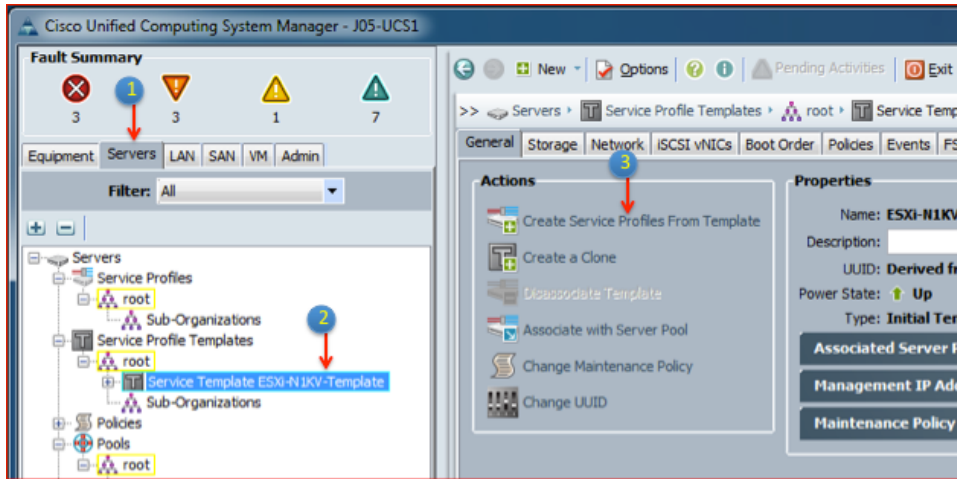 Cisco Unified Computing System Manager - J05-UCS1
Fault Summary
1
3 3 1 7
Equipment Servers LAN SAN VM Admin
Filter: All
Servers
Service Profiles
root
Sub-Organizations
2
Service Profile Templates
root
Service Template ESXi-N1KV-Template
Sub-Organizations
Policies
Pools
root
New Options Pending Activities Exit
>> Servers Service Profile Templates root Service Temp
General Storage Network iSCSI vNICs Boot Order Policies Events FS
3
Actions
Create Service Profiles From Template
Create a Clone
Disassociate Template
Associate with Server Pool
Change Maintenance Policy
Change UUID
Properties
Name: ESXi-N1KV
Description:
UUID: Derived fr
Power State: Up
Type: Initial Ter
Associated Server P
Management IP Add
Maintenance Policy